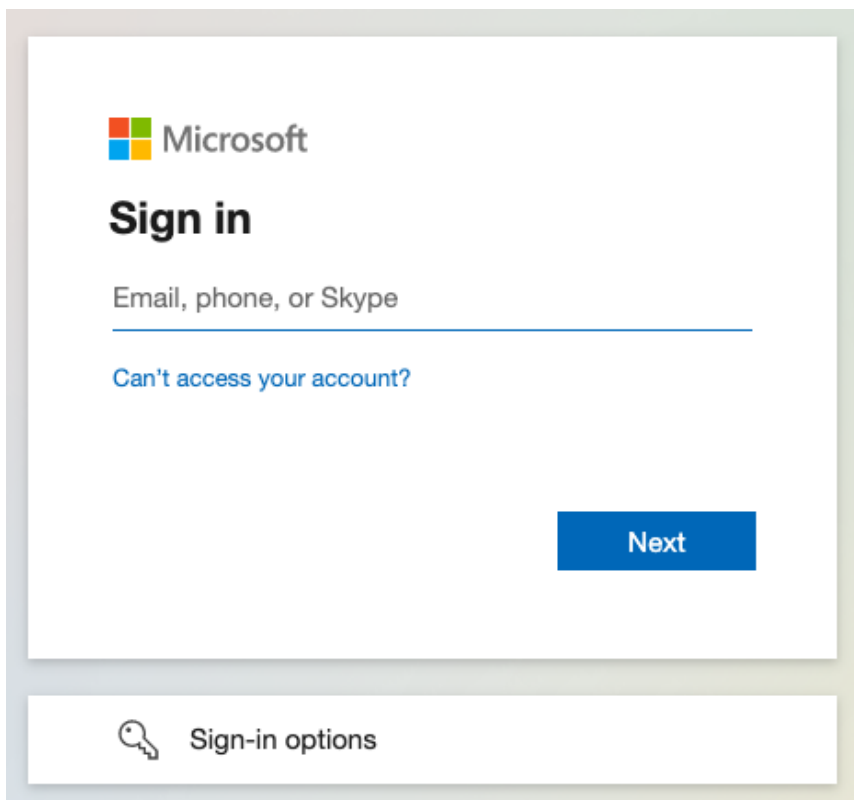 Microsoft
Sign in
Email, phone, or Skype
Can't access your account?
Next
Sign-in options